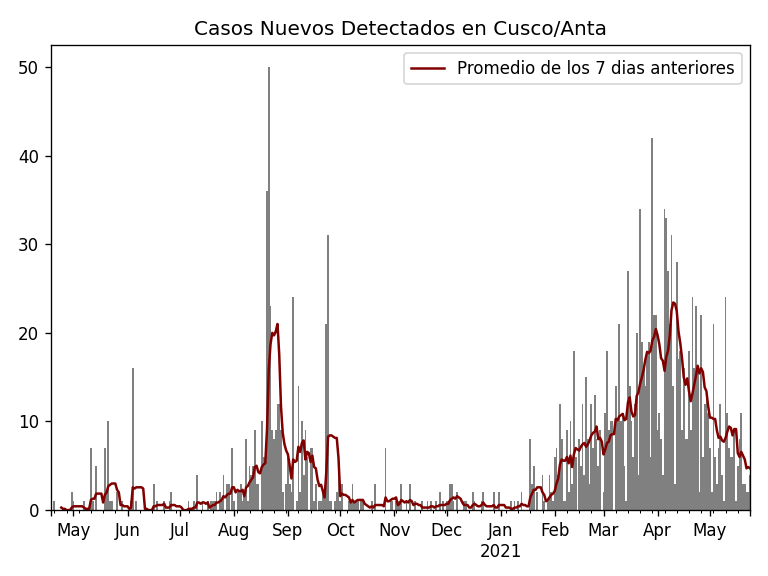 Casos Nuevos Detectados en Cusco/Anta
Promedio de los 7 dias anteriores
50
40
30
20
10
0
May Jun Jul Aug Sep Oct Nov Dec Jan Feb Mar Apr May
2021